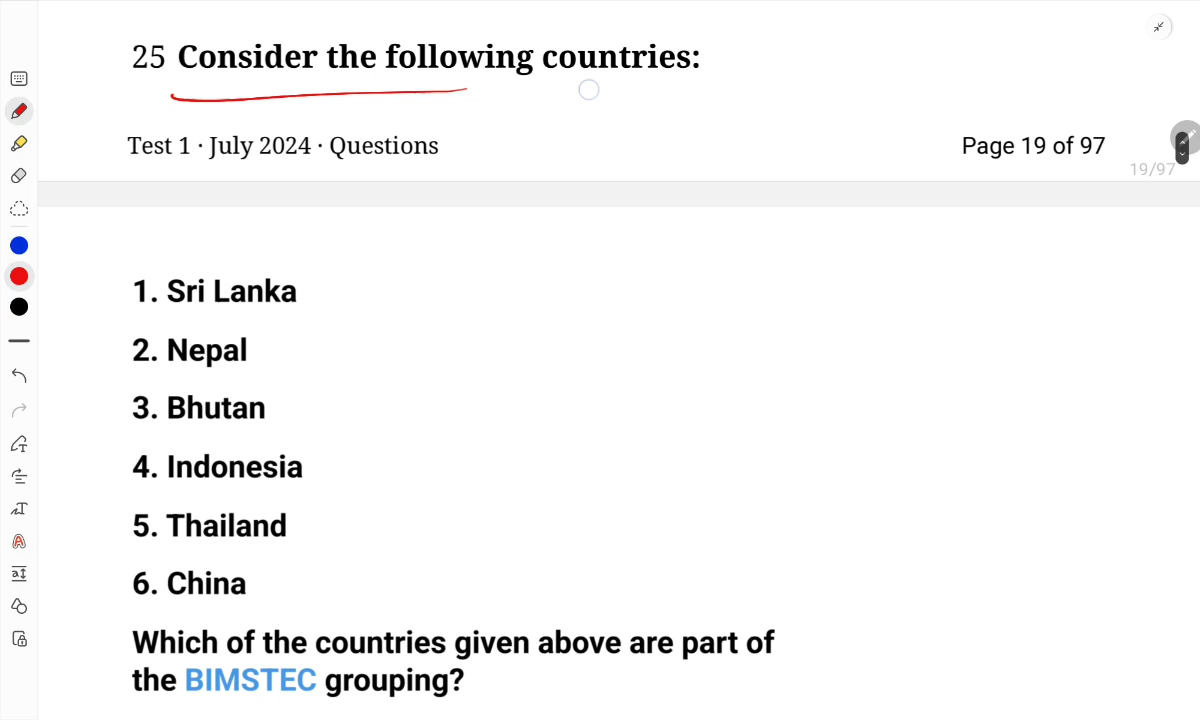 25 Consider the following countries:
Test 1 · July 2024 · Questions
Page 19 of 97
19/97
1. Sri Lanka
2. Nepal
3. Bhutan
4. Indonesia
5. Thailand
6. China
Which of the countries given above are part of
the BIMSTEC grouping?